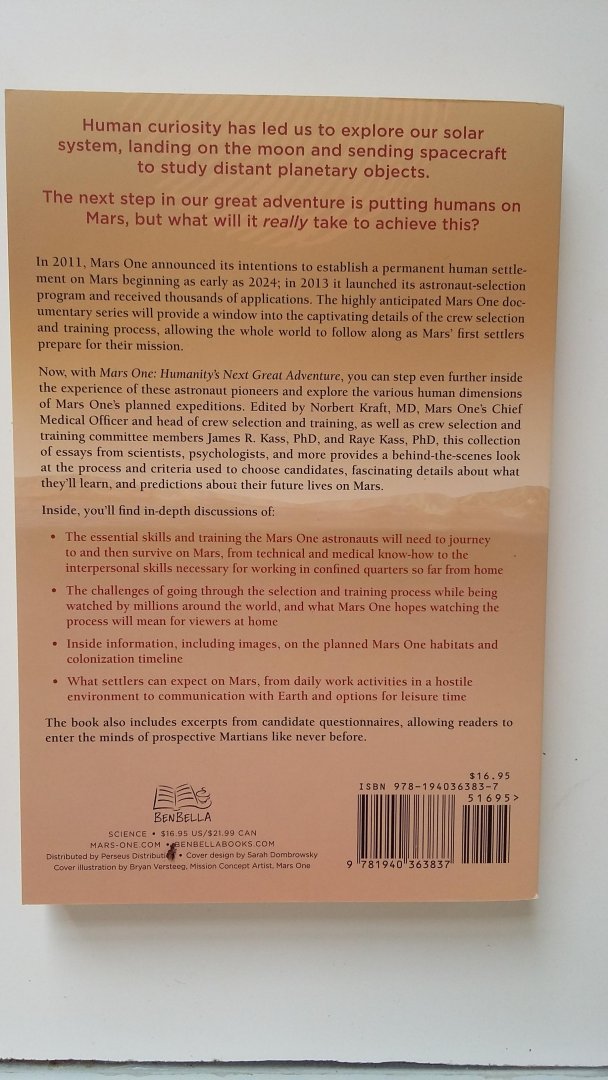 Human curiosity has led us to explore our solar
system, landing on the moon and sending spacecraft
to study distant planetary objects.
The next step in our great adventure is putting humans on
Mars, but what will it really take to achieve this?
In 2011, Mars One announced its intentions to establish a permanent human settle-
ment on Mars beginning as early as 2024; in 2013 it launched its astronaut-selection
program and received thousands of applications. The highly anticipated Mars One doc-
umentary series will provide a window into the captivating details of the crew selection
and training process, allowing the whole world to follow along as Mars' first settlers
prepare for their mission.
Now, with Mars One: Humanity's Next Great Adventure, you can step even further inside
the experience of these astronaut pioneers and explore the various human dimensions
of Mars One's planned expeditions. Edited by Norbert Kraft, MD, Mars One's Chief
Medical Officer and head of crew selection and training, as well as crew selection and
training committee members James R. Kass, PhD, and Raye Kass, PhD, this collection
of essays from scientists, psychologists, and more provides a behind-the-scenes look
at the process and criteria used to choose candidates, fascinating details about what
they'll learn, and predictions about their future lives on Mars.
Inside, you'll find in-depth discussions of:
• The essential skills and training the Mars One astronauts will need to journey
to and then survive on Mars, from technical and medical know-how to the
interpersonal skills necessary for working in confined quarters so far from home
• The challenges of going through the selection and training process while being
watched by millions around the world, and what Mars One hopes watching the
process will mean for viewers at home
• Inside information, including images, on the planned Mars One habitats and
colonization timeline
• What settlers can expect on Mars, from daily work activities in a hostile
environment to communication with Earth and options for leisure time
The book also includes excerpts from candidate questionnaires, allowing readers to
enter the minds of prospective Martians like never before.
BENBELLA
SCIENCE • $16.95 US/$21.99 CAN
MARS-ONE.COM • BENBELLABOOKS.COM
Distributed by Perseus Distribution • Cover design by Sarah Dombrowsky
Cover illustration by Bryan Versteeg, Mission Concept Artist, Mars One
$16.95
ISBN 978-194036383-7
51695>
9 781940 363837